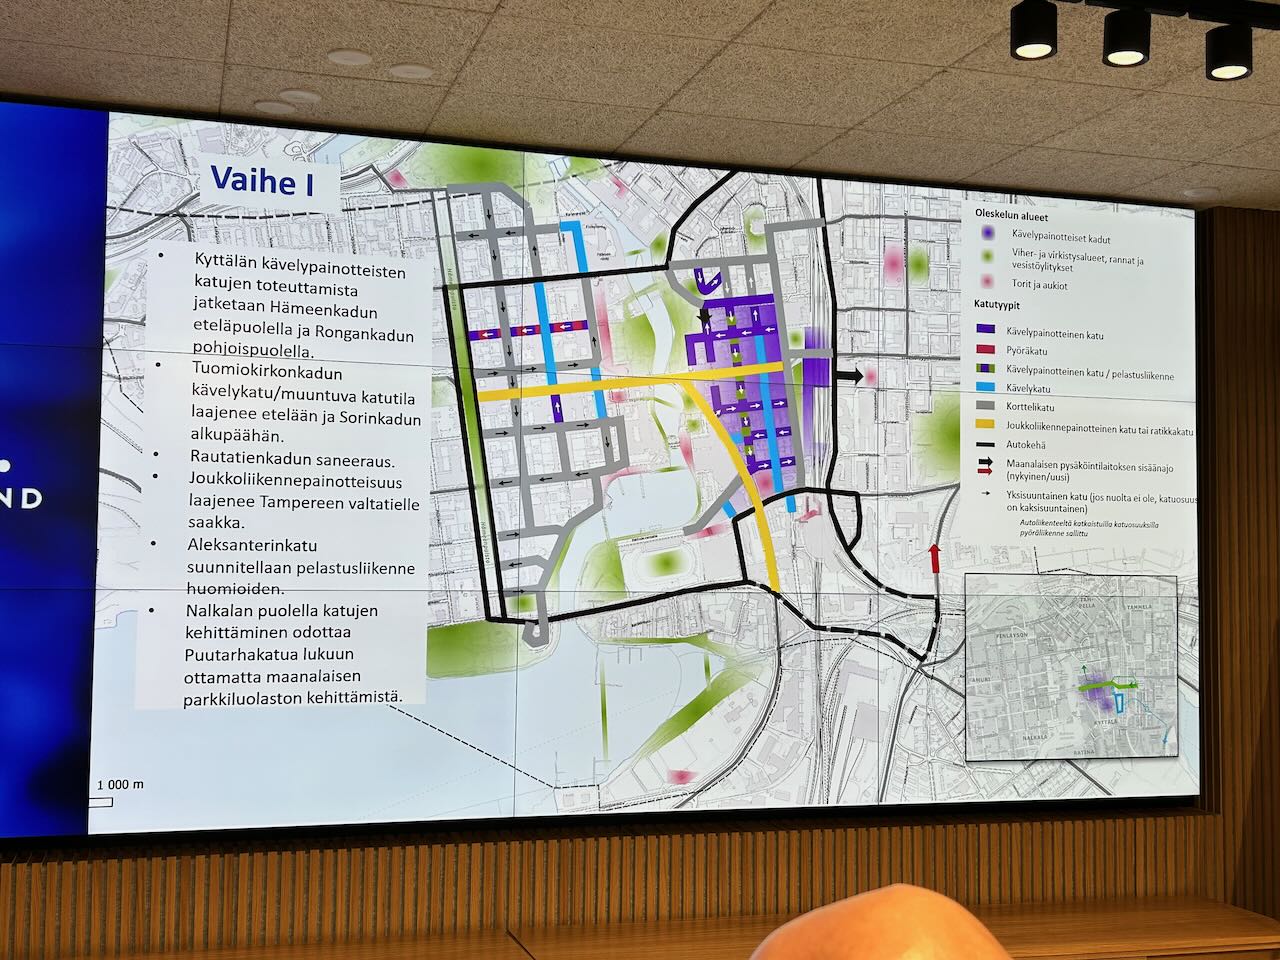 Vaihe I
• Kyttälän kävelypainotteisten
katujen toteuttamista
jatketaan Hämeenkadun
eteläpuolella ja Rongankadun
pohjoispuolella.
• Tuomiokirkonkadun
kävelykatu/muuntuva katutila
laajenee etelään ja Sorinkadun
alkupäähän.
• Rautatienkadun saneeraus.
• Joukkoliikennepainotteisuus
laajenee Tampereen valtatielle
saakka.
• Aleksanterinkatu
suunnitellaan pelastusliikenne
huomioiden.
• Nalkalan puolella katujen
kehittäminen odottaa
Puutarhakatua lukuun
ottamatta maanalaisen
parkkiluolaston kehittämistä.
1 000 m
ND
Oleskelun alueet
Kävelypainotteiset kadut
Viher- ja virkistysalueet, rannat ja
vesistöylitykset
Torit ja aukiot
Katutyypit
Kävelypainotteinen katu
Pyöräkatu
Kävelypainotteinen katu / pelastusliikenne
Kävelykatu
Korttelikatu
Joukkoliikennepainotteinen katu tai ratikkakatu
Autokehä
Maanalaisen pysäköintilaitoksen sisäänajo
(nykyinen/uusi)
Yksisuuntainen katu (jos nuolta ei ole, katuosuus
on kaksisuuntainen)
Autoliikenteeltä katkaistuilla katuosuuksilla
pyöräliikenne sallittu
Hämeenpuisto
Hämeenpuisto
TAMMELA
FINLAYSON
AMURI
KYTTÄLÄ
NALKALA
RATINA